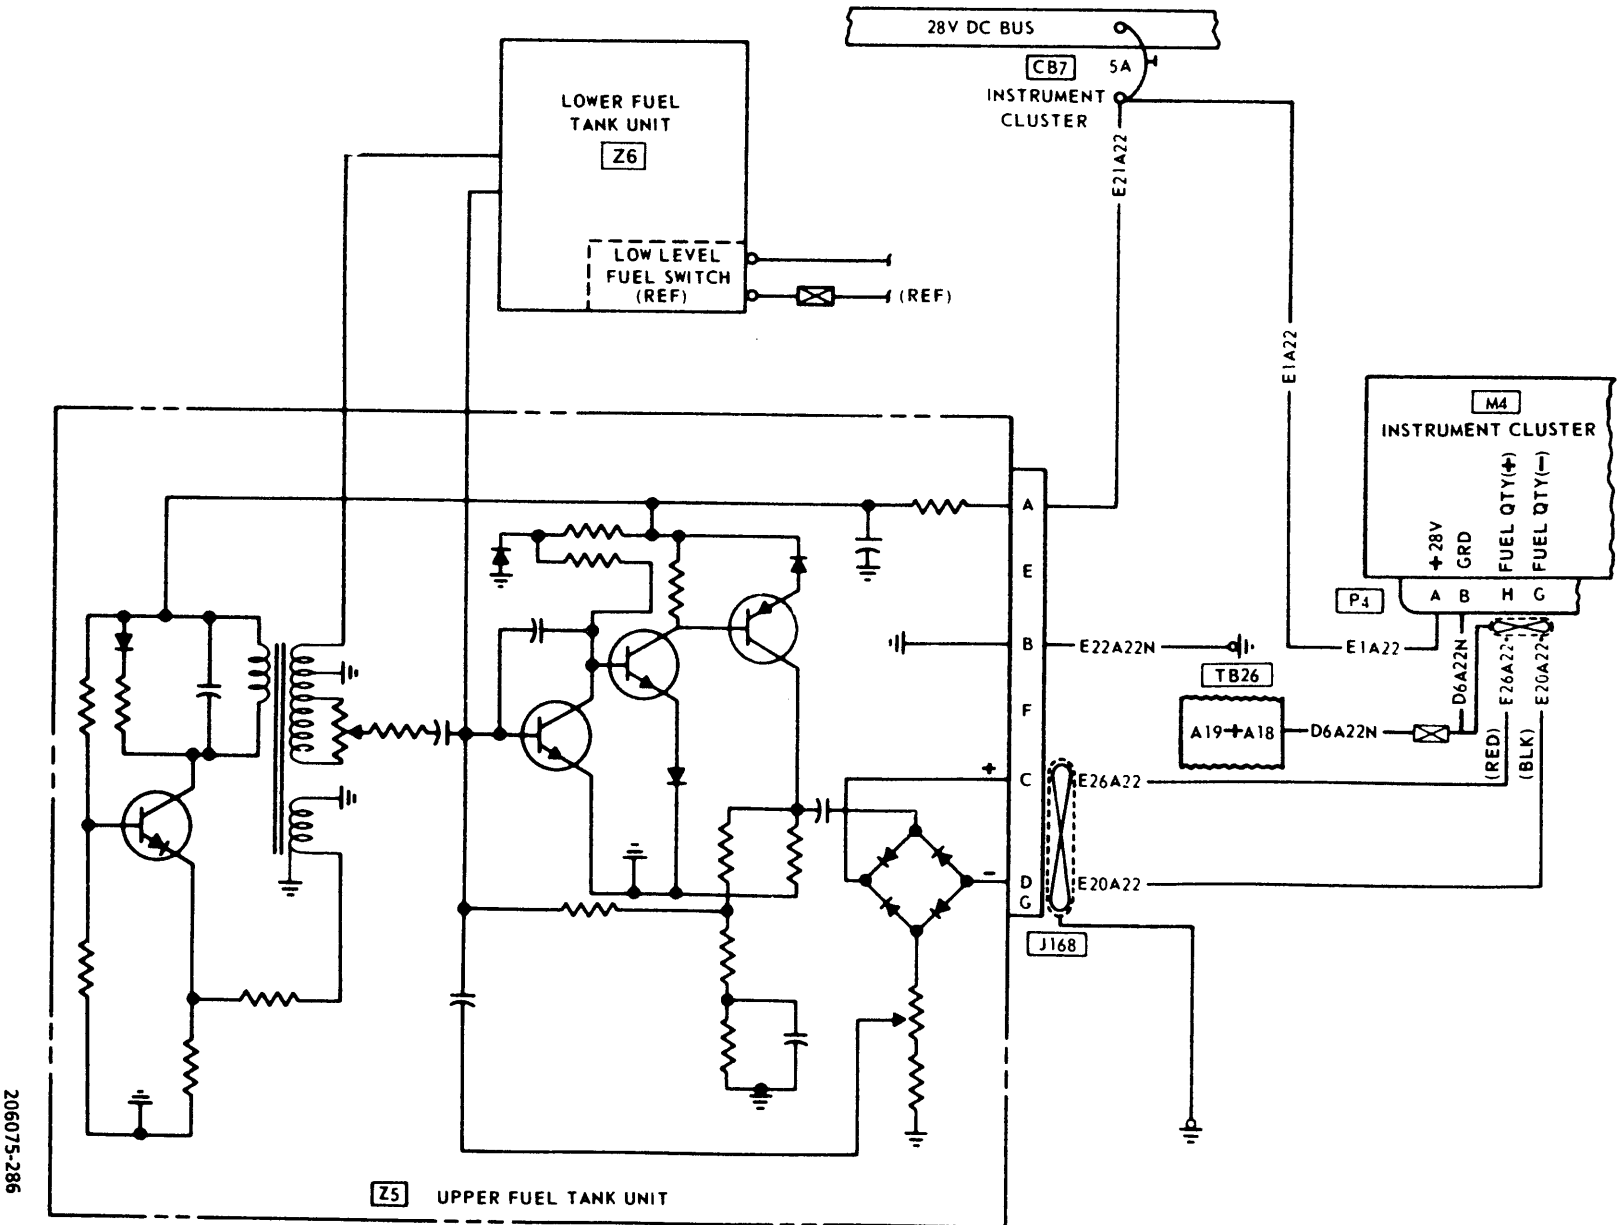 28V DC BUS
CB7 5A
INSTRUMENT
CLUSTER
LOWER FUEL
TANK UNIT
Z6
LOW LEVEL
FUEL SWITCH
(REF)
(REF)
E21A22
E1A22
M4
INSTRUMENT CLUSTER
+28V
GRD
FUEL QTY(+)
FUEL QTY(-)
P4
A B H G
E1A22
D6A22N
E26A22
E20A22
(RED)
(BLK)
A
E
B
F
+ C
- D
G
E22A22N
TB26
A19+A18
D6A22N
E26A22
E20A22
J168
Z5 UPPER FUEL TANK UNIT
206075-286